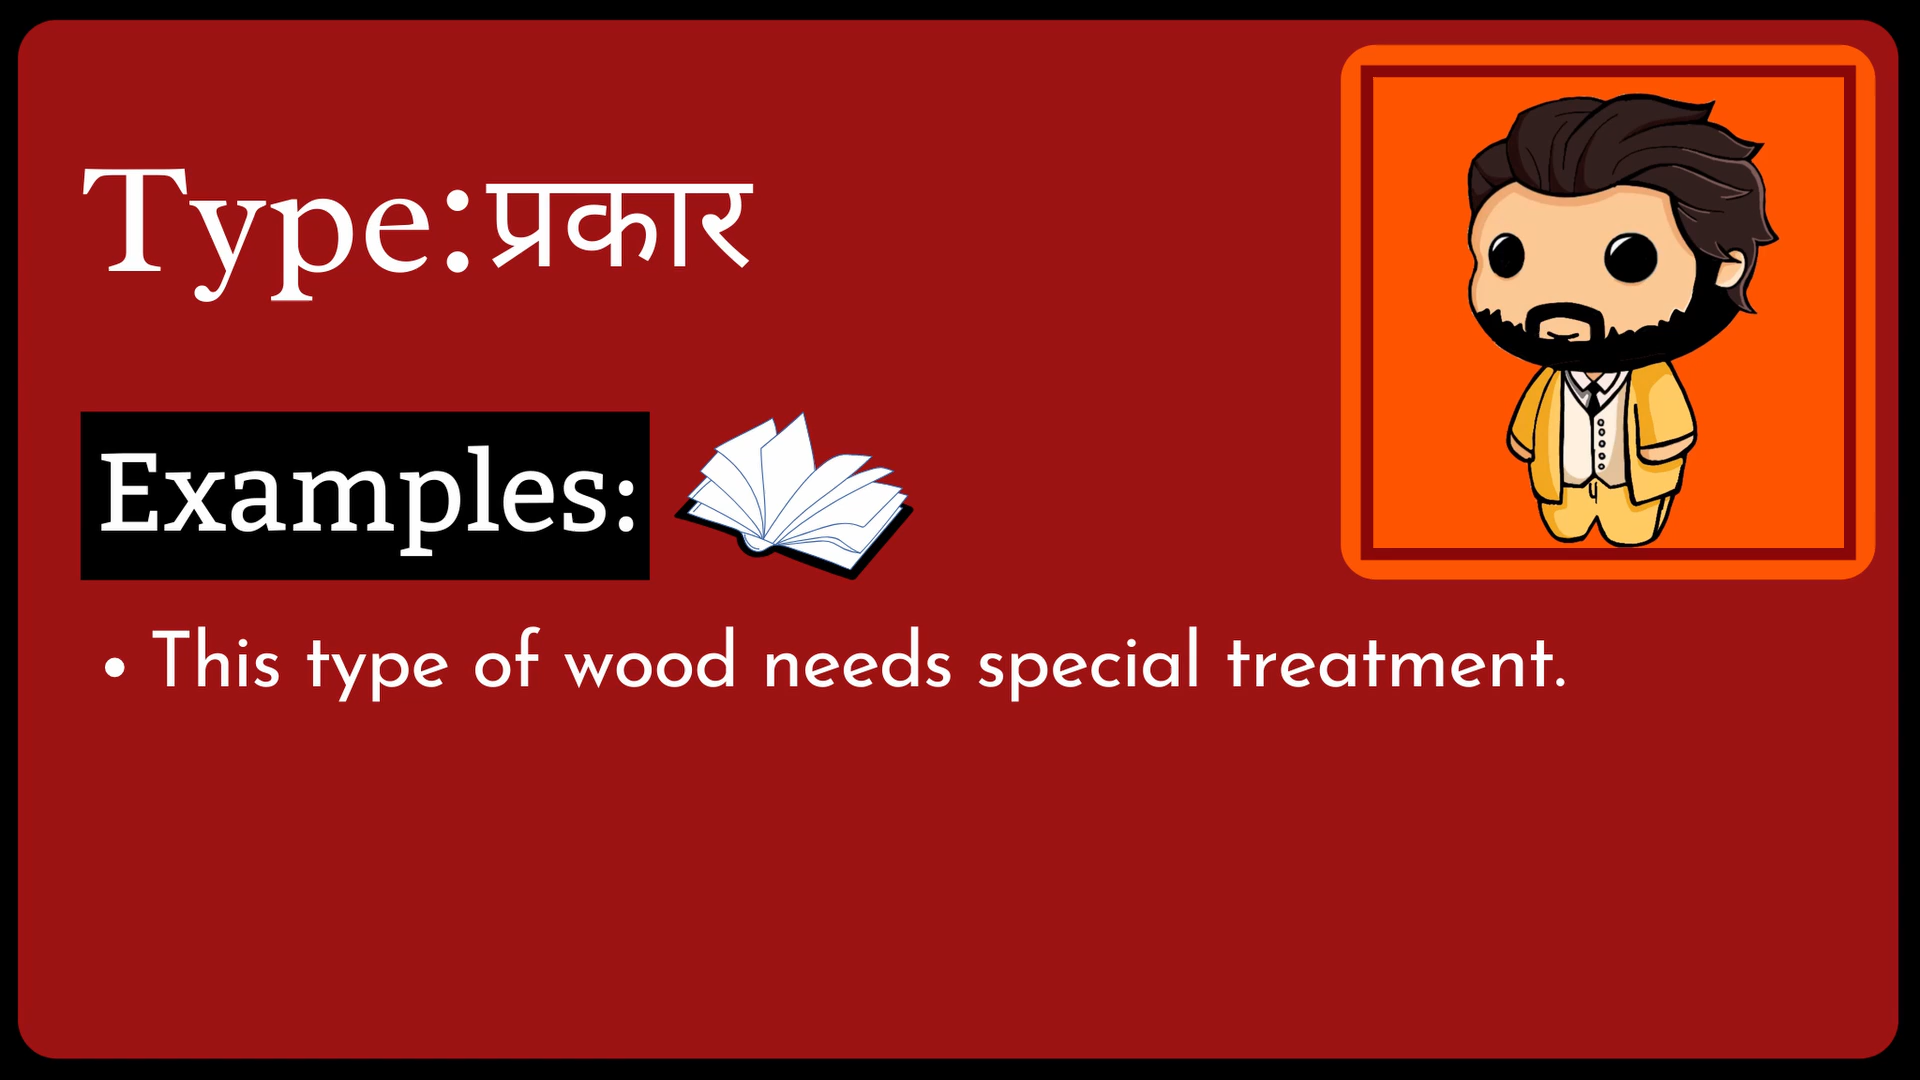 Type:प्रकार
Examples:
• This type of wood needs special treatment.